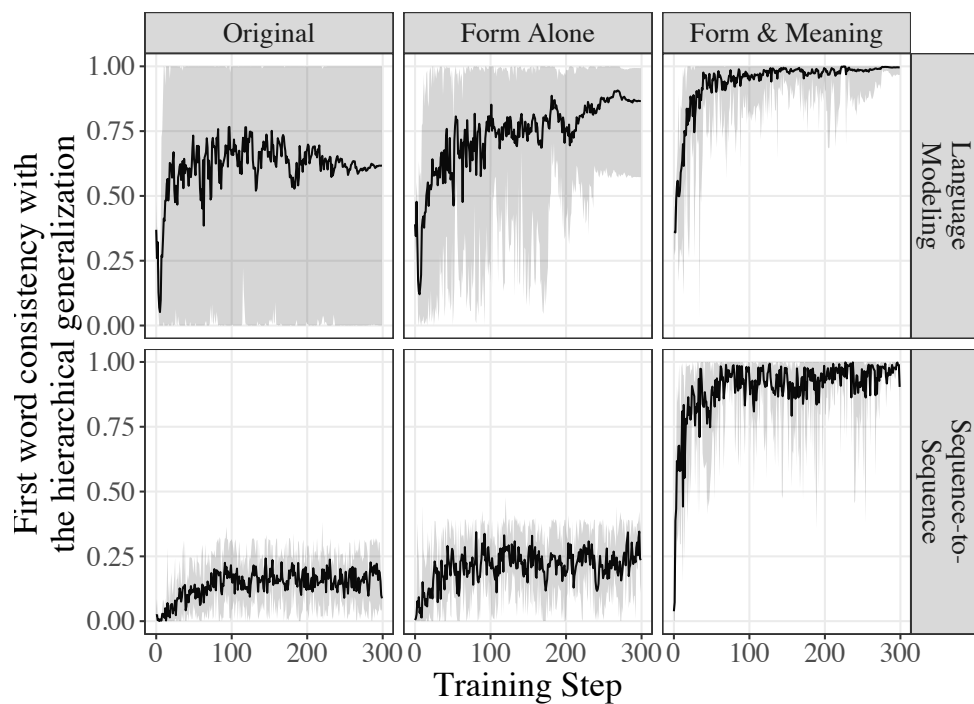 Original
Form Alone
Form & Meaning
First word consistency with
the hierarchical generalization
1.00
0.75
0.50
0.25
0.00
Language
Modeling
1.00
0.75
0.50
0.25
0.00
Sequence-to-
Sequence
0
100
200
300
0
100
200
300
0
100
200
300
Training Step